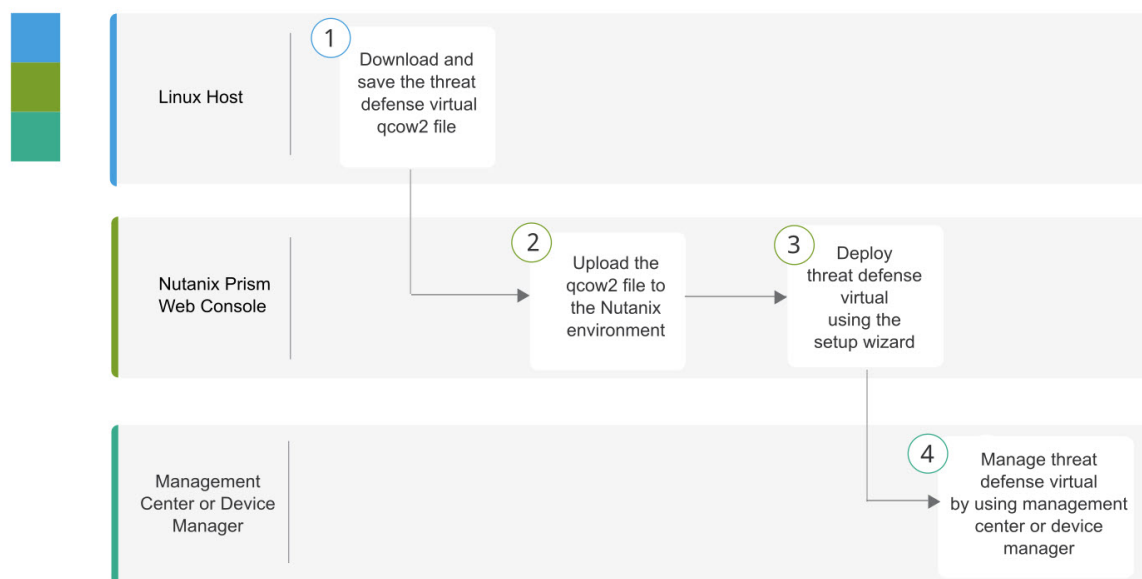 Linux Host
1
Download and
save the threat
defense virtual
qcow2 file
Nutanix Prism
Web Console
2
Upload the
qcow2 file to
the Nutanix
environment
3
Deploy
threat defense
virtual
using the
setup wizard
Management
Center or Device
Manager
4
Manage threat
defense virtual
by using management
center or device
manager